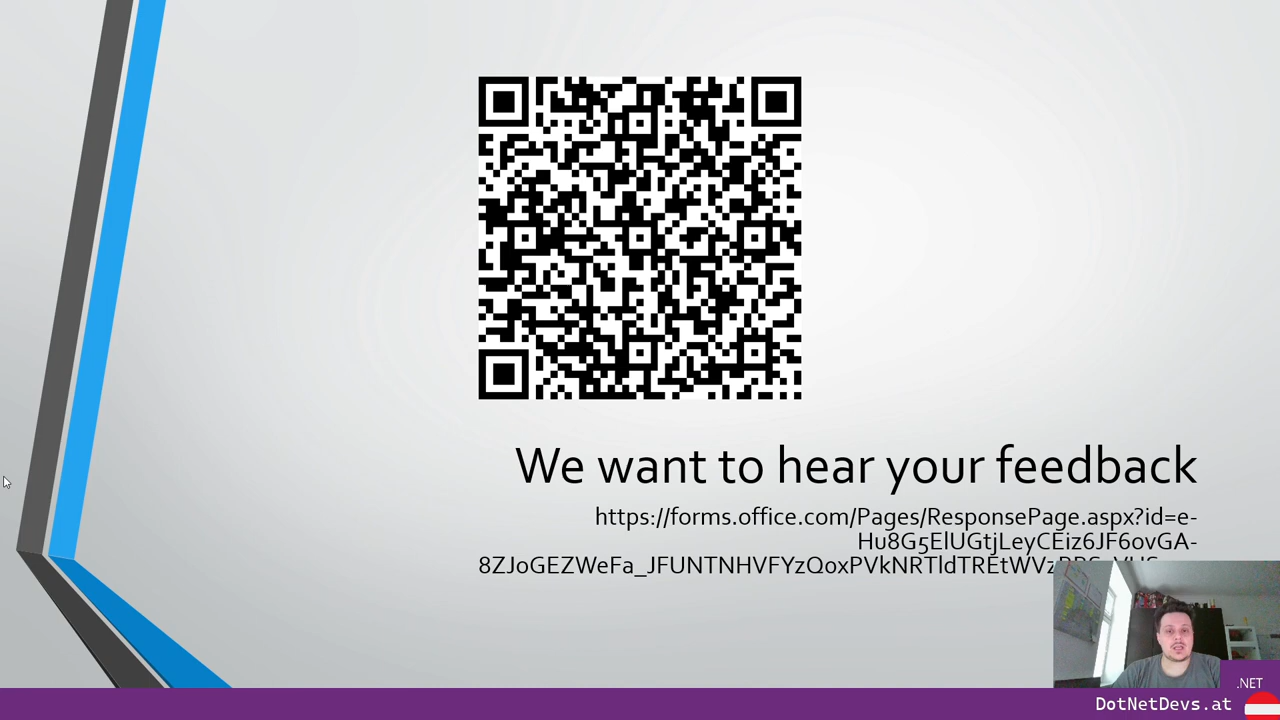 We want to hear your feedback
https://forms.office.com/Pages/ResponsePage.aspx?id=e-
Hu8G5ElUGtjLeyCEiz6JF6ovGA-
8ZJoGEZWeFa_JFUNTNHVFYzQoxPVkNRTldTREtWVz
.NET
DotNetDevs.at